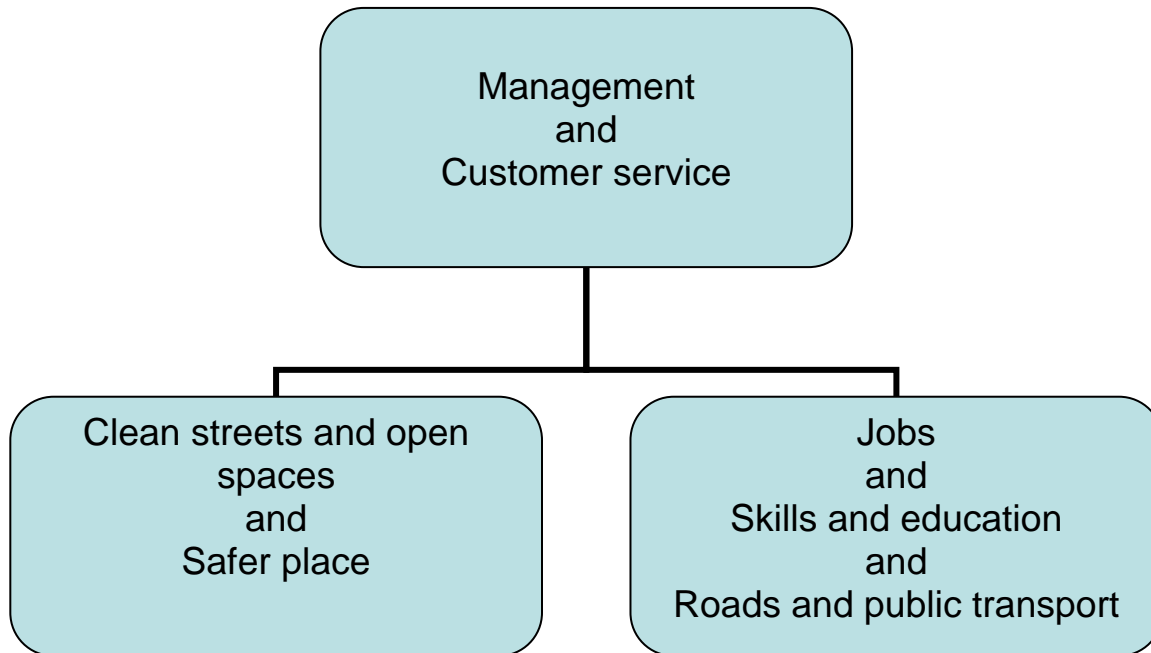 Management
and
Customer service
Clean streets and open
spaces
and
Safer place
Jobs
and
Skills and education
and
Roads and public transport